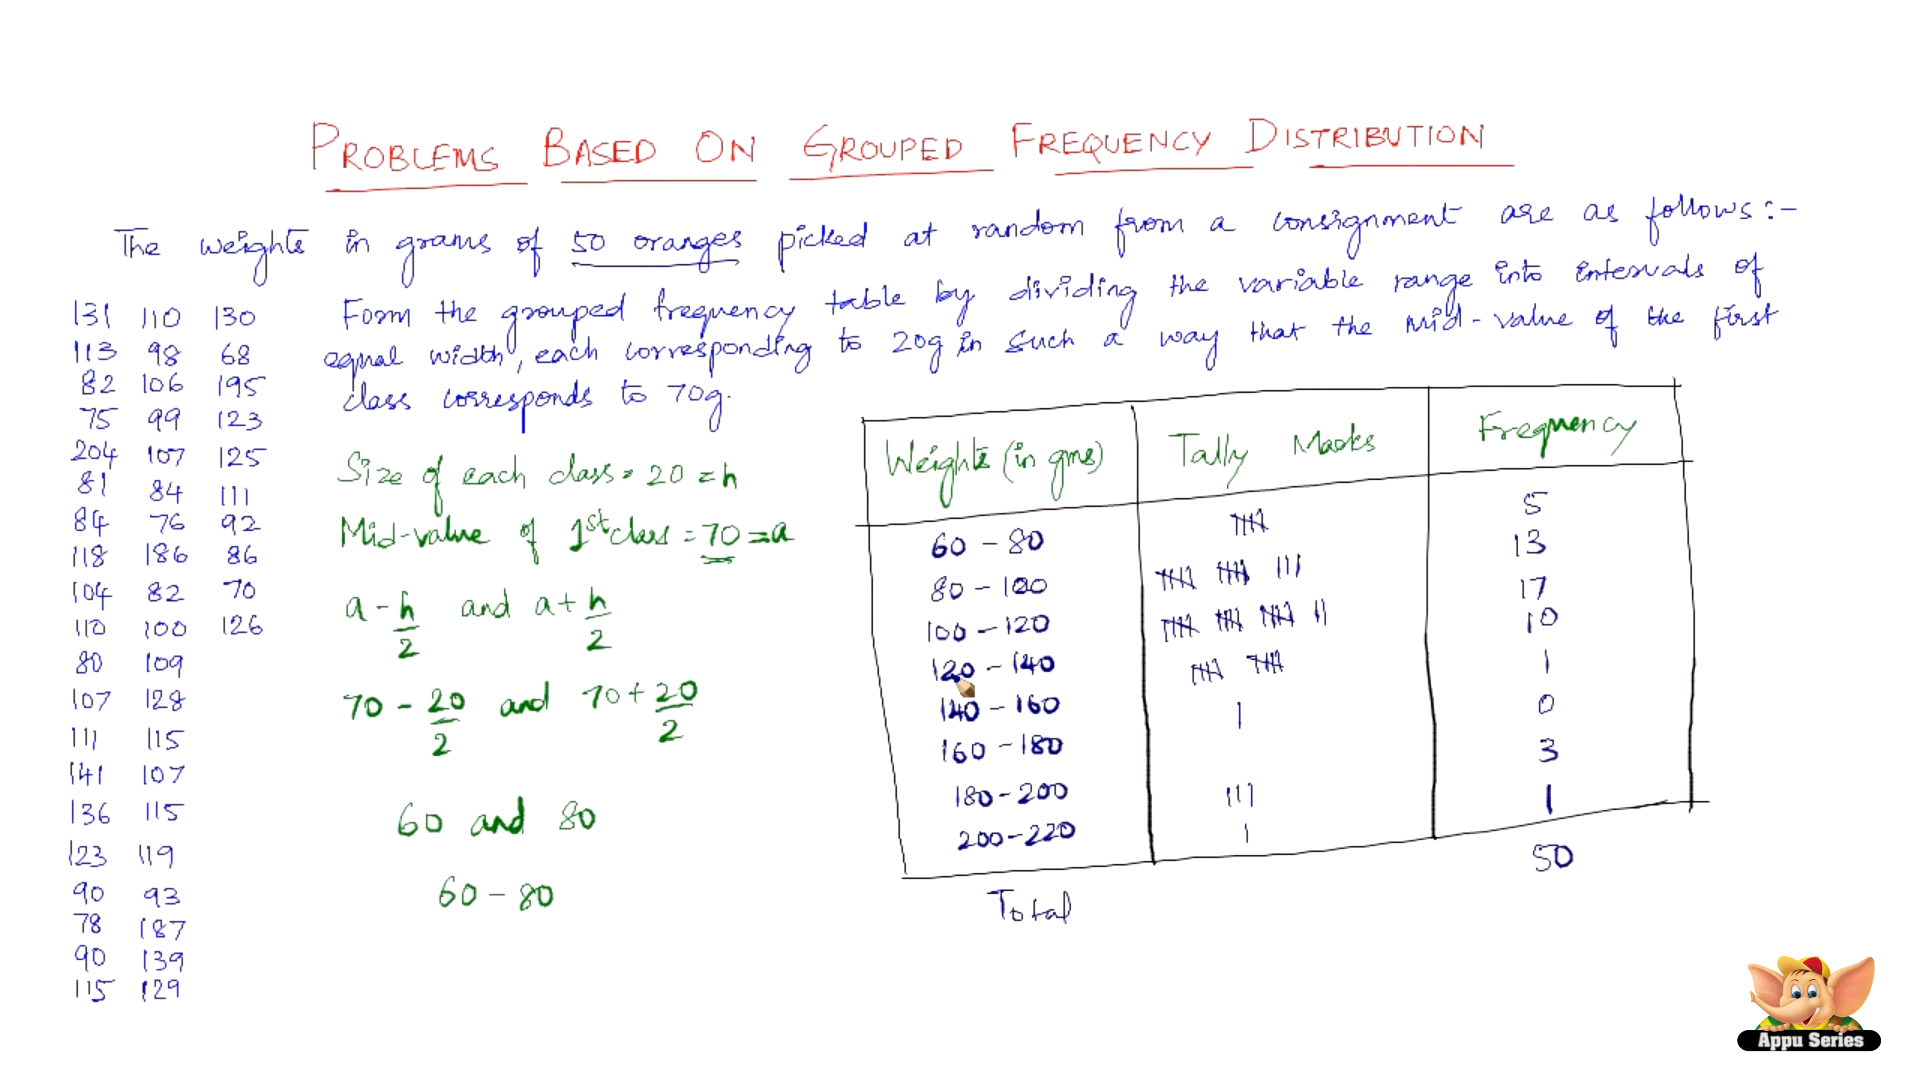 PROBLEMS BASED ON GROUPED FREQUENCY DISTRIBUTION
The weights in grams of 50 oranges picked at random from a consignment are as follows:-
131 110 130
113 98 68
82 106 195
75 99 123
204 107 125
81 84 111
84 76 92
118 186 86
104 82 70
110 100 126
80 109
107 128
111 115
141 107
136 115
123 119
90 93
78 187
90 139
115 129
Form the grouped frequency table by dividing the variable range into intervals of
equal width, each corresponding to 20g in such a way that the mid-value of the first
class corresponds to 70g.
Size of each class = 20 = h
Mid-value of 1st class = 70 = a
a - h/2 and a + h/2
70 - 20/2 and 70 + 20/2
60 and 80
60 - 80
Weights (in gms) Tally Marks Frequency
60 - 80 5
80 - 100 13
100 - 120 17
120 - 140 10
140 - 160 | 1
160 - 180 0
180 - 200 ||| 3
200 - 220 | 1
Total 50
Appu Series